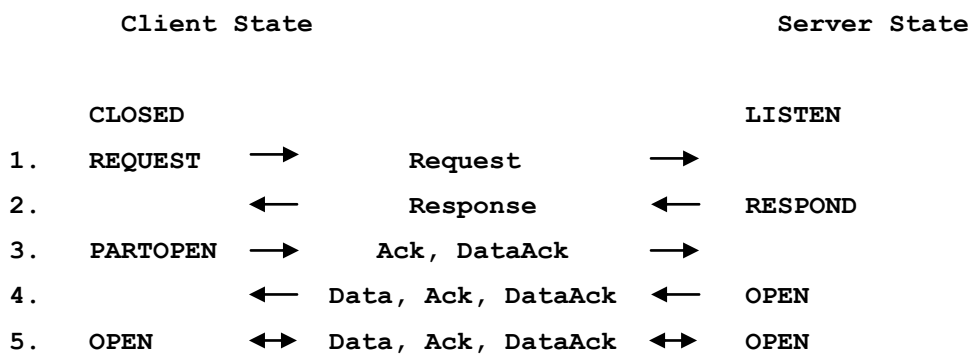 Client State Server State
CLOSED LISTEN
1. REQUEST Request
2. Response RESPOND
3. PARTOPEN Ack, DataAck
4. Data, Ack, DataAck OPEN
5. OPEN Data, Ack, DataAck OPEN